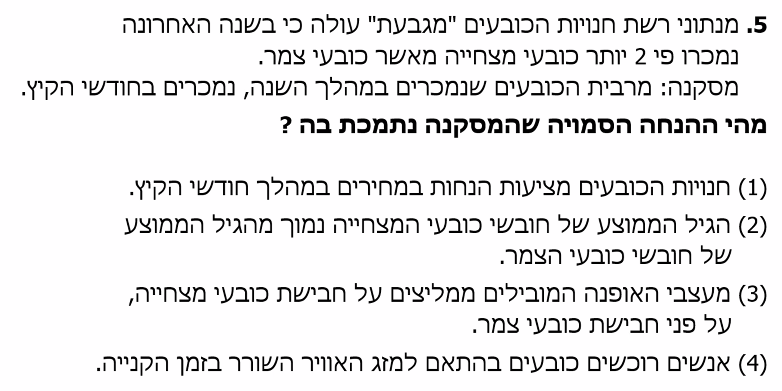 5. מנתוני רשת חנויות הכובעים "מגבעת" עולה כי בשנה האחרונה
נמכרו פי 2 יותר כובעי מצחייה מאשר כובעי צמר.
מסקנה: מרבית הכובעים שנמכרים במהלך השנה, נמכרים בחודשי הקיץ.
מהי ההנחה הסמויה שהמסקנה נתמכת בה ?
(1) חנויות הכובעים מציעות הנחות במחירים במהלך חודשי הקיץ.
(2) הגיל הממוצע של חובשי כובעי המצחייה נמוך מהגיל הממוצע
של חובשי כובעי הצמר.
(3) מעצבי האופנה המובילים ממליצים על חבישת כובעי מצחייה,
על פני חבישת כובעי צמר.
(4) אנשים רוכשים כובעים בהתאם למזג האוויר השורר בזמן הקנייה.